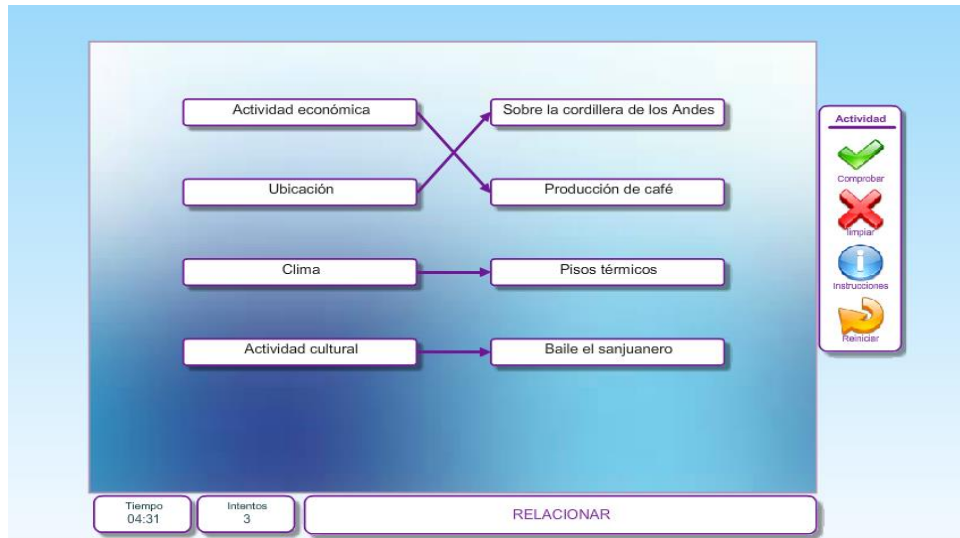 Actividad económica
Sobre la cordillera de los Andes
Ubicación
Producción de café
Clima
Pisos térmicos
Actividad cultural
Baile el sanjuanero
Actividad
Comprobar
limpiar
Instrucciones
Reiniciar
Tiempo
04:31
Intentos
3
RELACIONAR